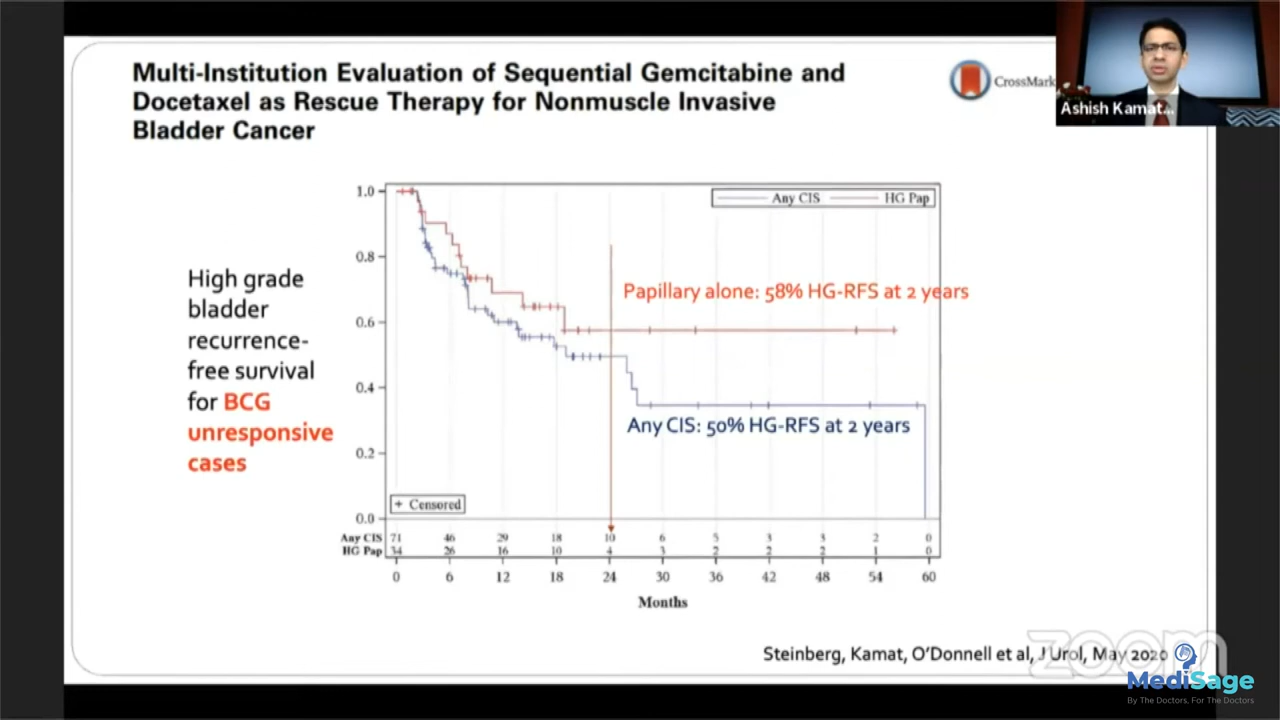 Multi-Institution Evaluation of Sequential Gemcitabine and
Docetaxel as Rescue Therapy for Nonmuscle Invasive
Bladder Cancer
CrossMark
Ashish Kamat...
High grade
bladder
recurrence-
free survival
for BCG
unresponsive
cases
1.0
0.8
0.6
0.4
0.2
0.0
Any CIS HG Pap
Papillary alone: 58% HG-RFS at 2 years
Any CIS: 50% HG-RFS at 2 years
+ Censored
Any CIS 71 46 29 18 10 6 5 3 3 2 0
HG Pap 34 26 16 10 4 3 2 2 2 1 0
0 6 12 18 24 30 36 42 48 54 60
Months
Steinberg, Kamat, O'Donnell et al, J Urol, May 2020
zoom
MediSage
By The Doctors, For The Doctors